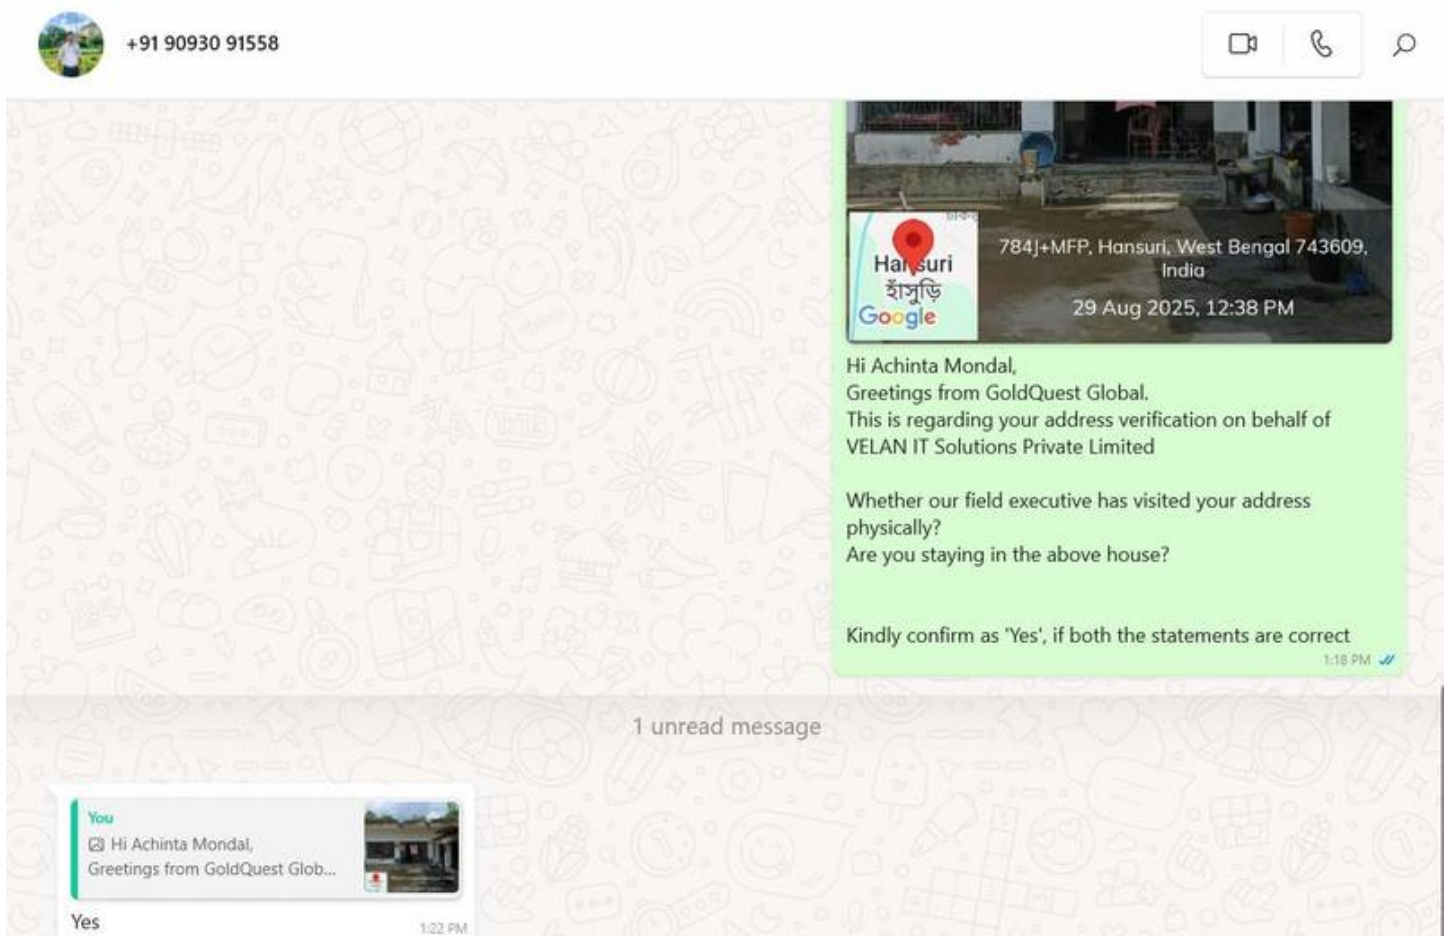 +91 90930 91558
Hansuri
হাঁসুড়ি
Google
784J+MFP, Hansuri, West Bengal 743609,
India
29 Aug 2025, 12:38 PM
Hi Achinta Mondal,
Greetings from GoldQuest Global.
This is regarding your address verification on behalf of
VELAN IT Solutions Private Limited
Whether our field executive has visited your address
physically?
Are you staying in the above house?
Kindly confirm as 'Yes', if both the statements are correct
1:18 PM
1 unread message
You
Hi Achinta Mondal,
Greetings from GoldQuest Glob...
Yes
1:22 PM